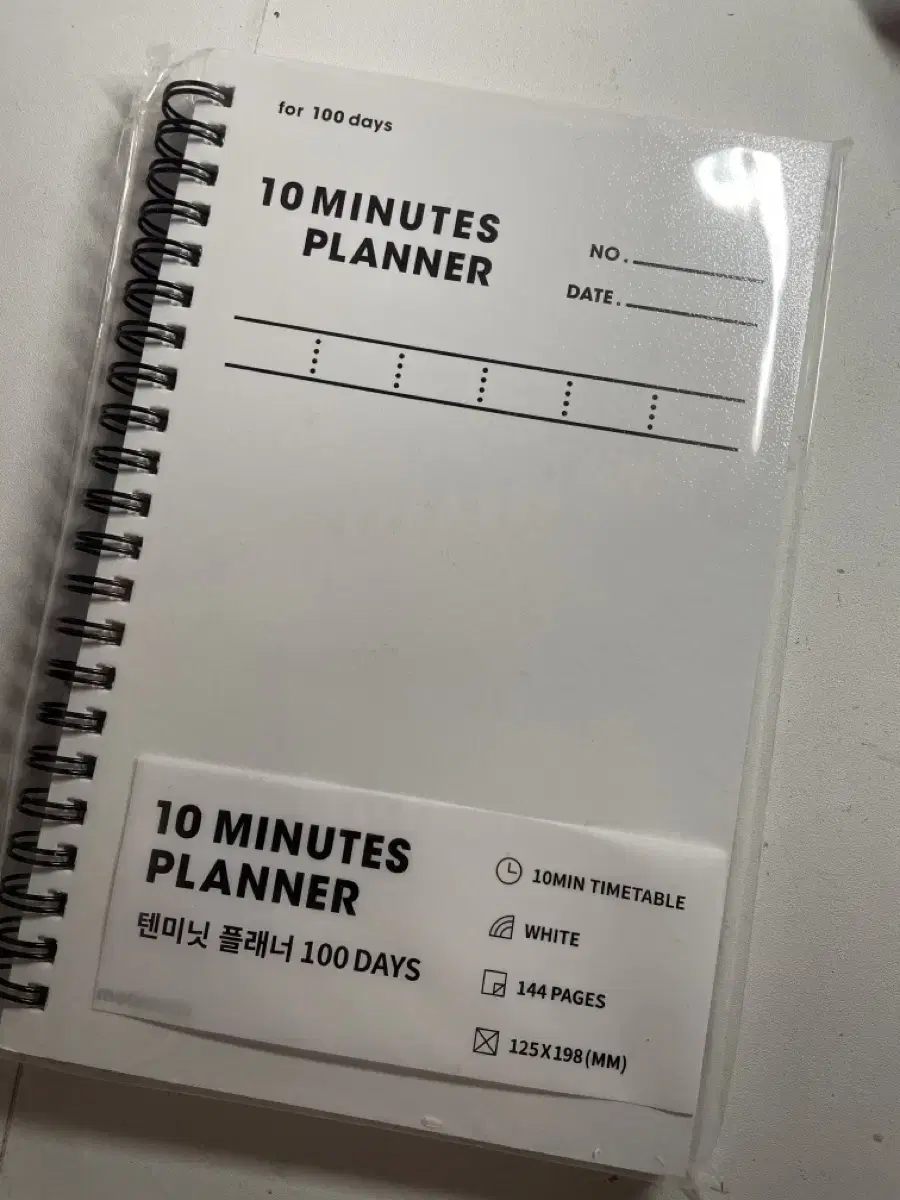 for 100 days
10 MINUTES
PLANNER
NO.
DATE.
10 MINUTES
PLANNER
텐미닛 플래너 100 DAYS
10MIN TIMETABLE
WHITE
144 PAGES
125X198(MM)